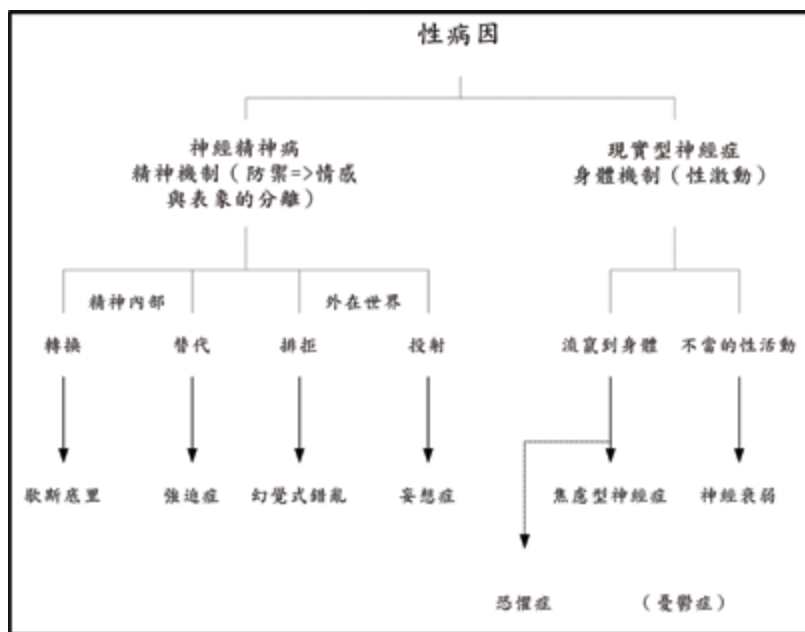 性病因
神經精神病
精神機制（防禦=>情感
與表象的分離）
現實型神經症
身體機制（性激動）
精神內部
外在世界
轉換
替代
排拒
投射
流竄到身體
不當的性活動
歇斯底里
強迫症
幻覺式錯亂
妄想症
焦慮型神經症
神經衰弱
恐懼症
（憂鬱症）